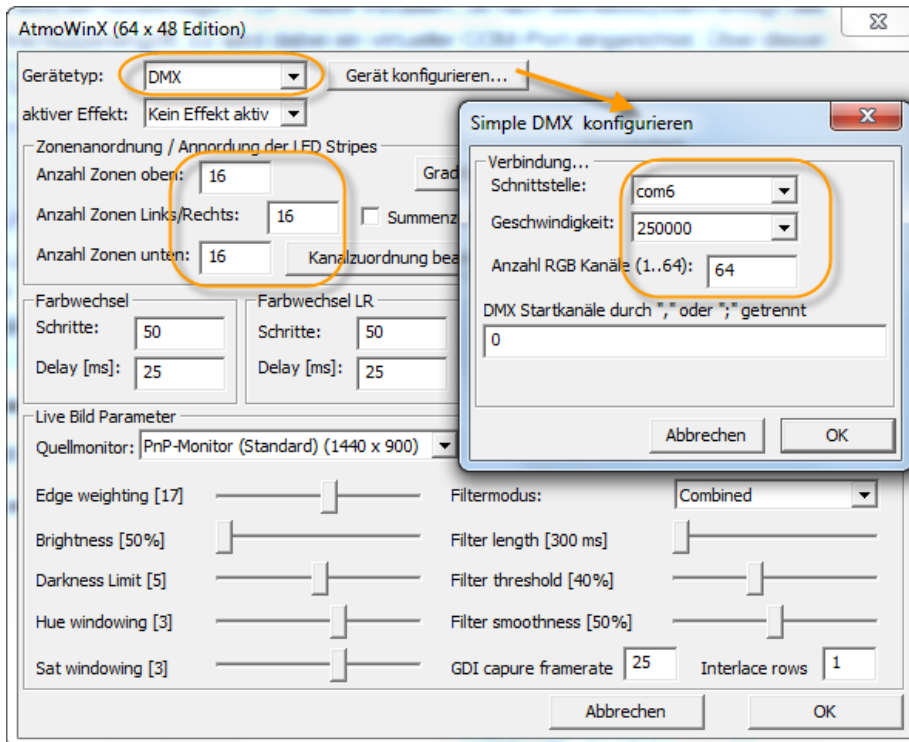 AtmoWinX (64 x 48 Edition)
Gerätetyp: DMX Gerät konfigurieren...
aktiver Effekt: Kein Effekt aktiv
Zonenanordnung / Annordung der LED Stripes
Anzahl Zonen oben: 16 Grad
Anzahl Zonen Links/Rechts: 16 Summenz
Anzahl Zonen unten: 16 Kanalzuordnung bea
Farbwechsel
Schritte: 50
Delay [ms]: 25
Farbwechsel LR
Schritte: 50
Delay [ms]: 25
Live Bild Parameter
Quellmonitor: PnP-Monitor (Standard) (1440 x 900)
Edge weighting [17]
Brightness [50%]
Darkness Limit [5]
Hue windowing [3]
Sat windowing [3]
Filtermodus: Combined
Filter length [300 ms]
Filter threshold [40%]
Filter smoothness [50%]
GDI capure framerate 25 Interlace rows 1
Abbrechen OK
Simple DMX konfigurieren
Verbindung...
Schnittstelle: com6
Geschwindigkeit: 250000
Anzahl RGB Kanäle (1..64): 64
DMX Startkanäle durch "," oder ";" getrennt
0
Abbrechen OK